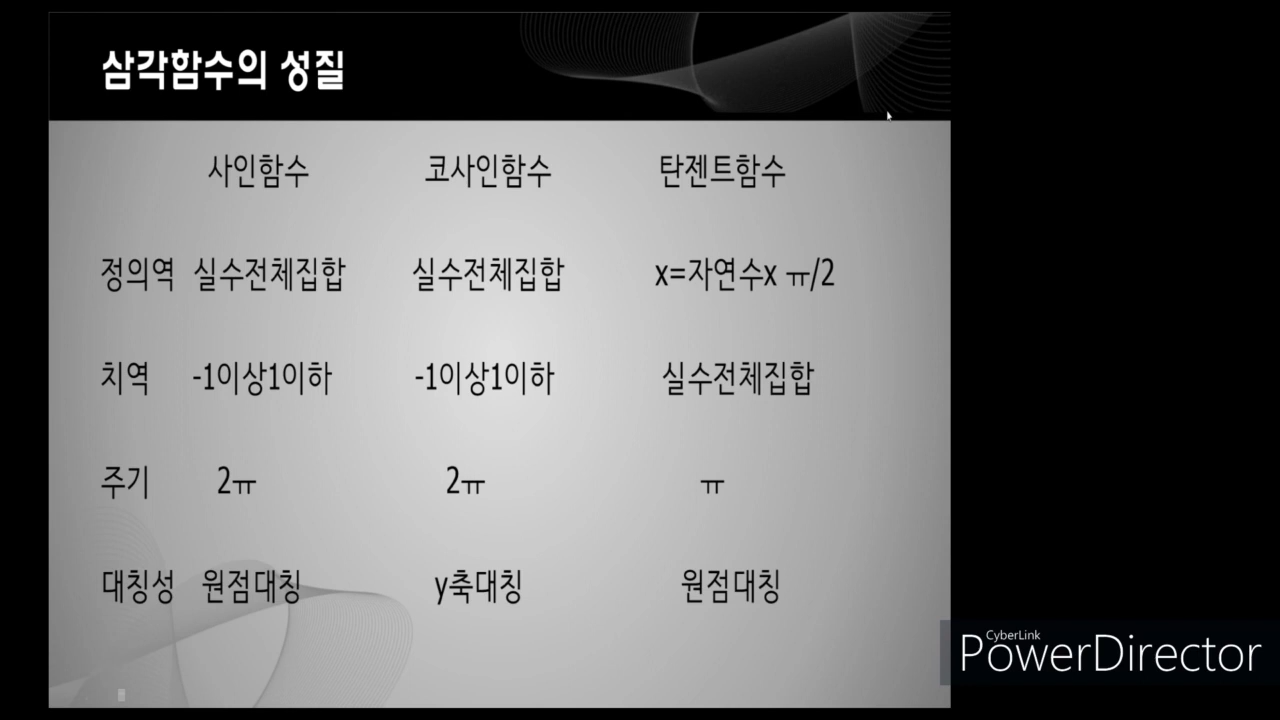 삼각함수의 성질
사인함수 코사인함수 탄젠트함수
정의역 실수전체집합 실수전체집합 x=자연수x ㅠ/2
치역 -1이상1이하 -1이상1이하 실수전체집합
주기 2ㅠ 2ㅠ ㅠ
대칭성 원점대칭 y축대칭 원점대칭
CyberLink
PowerDirector